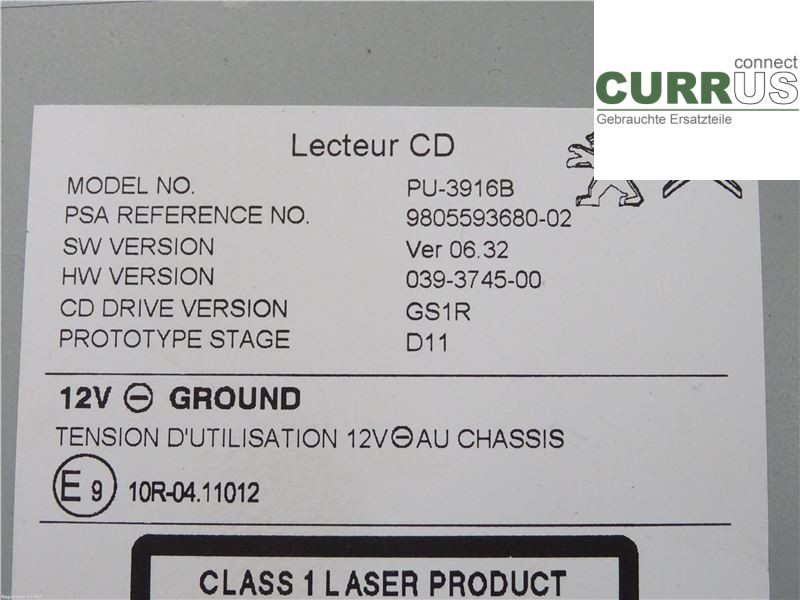 connect
CURRUS
Gebrauchte Ersatzteile
Lecteur CD
MODEL NO. PU-3916B
PSA REFERENCE NO. 9805593680-02
SW VERSION Ver 06.32
HW VERSION 039-3745-00
CD DRIVE VERSION GS1R
PROTOTYPE STAGE D11
12V ⊖ GROUND
TENSION D'UTILISATION 12V⊖AU CHASSIS
E9 10R-04.11012
CLASS 1 LASER PRODUCT